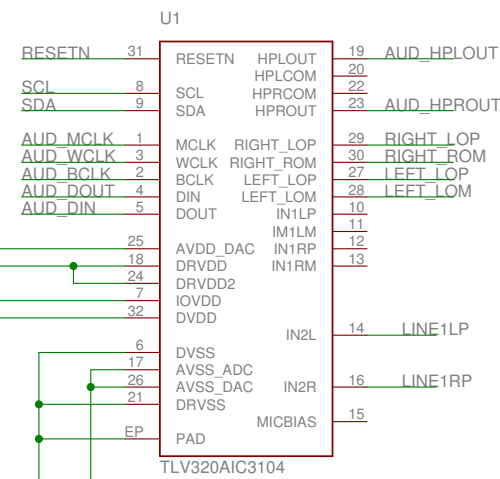 U1
RESETN 31 RESETN HPLOUT 19 AUD_HPLOUT
HPLCOM 20
SCL 8 SCL HPRCOM 22
SDA 9 SDA HPROUT 23 AUD_HPROUT
AUD_MCLK 1 MCLK RIGHT_LOP 29 RIGHT_LOP
AUD_WCLK 3 WCLK RIGHT_ROM 30 RIGHT_ROM
AUD_BCLK 2 BCLK LEFT_LOP 27 LEFT_LOP
AUD_DOUT 4 DIN LEFT_LOM 28 LEFT_LOM
AUD_DIN 5 DOUT IN1LP 10
IM1LM 11
25 AVDD_DAC IN1RP 12
18 DRVDD IN1RM 13
24 DRVDD2
7 IOVDD
32 DVDD
IN2L 14 LINE1LP
6 DVSS
17 AVSS_ADC
26 AVSS_DAC IN2R 16 LINE1RP
21 DRVSS
MICBIAS 15
EP PAD
TLV320AIC3104